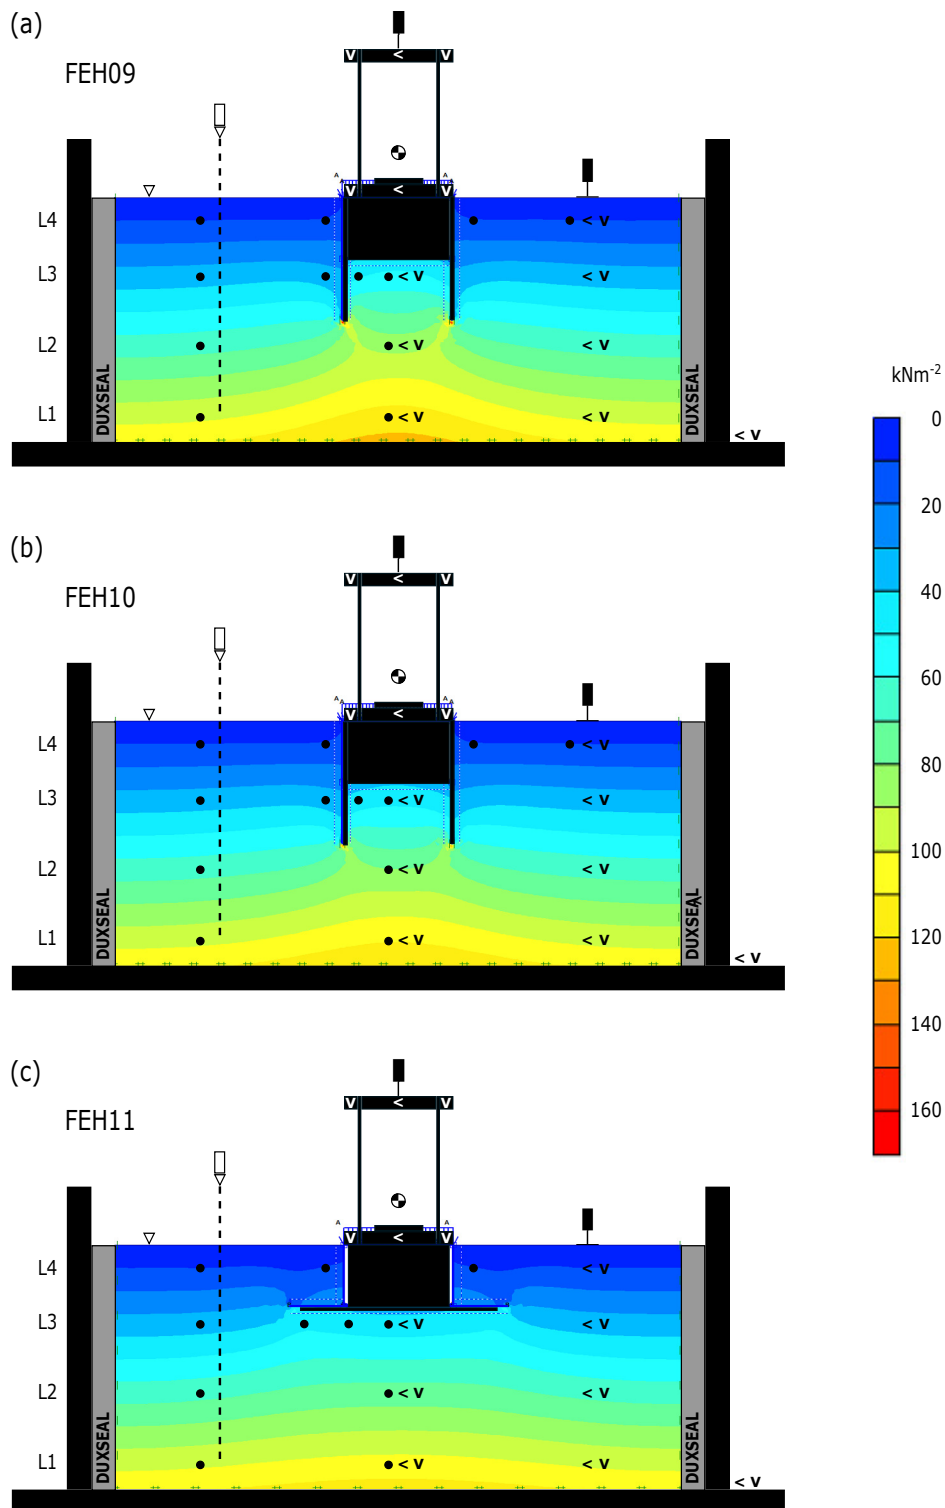 (a)
FEH09
V < V
A
V < V
L4
< V
L3
< V
< V
L2
< V
< V
L1
< V
< V
DUXSEAL
DUXSEAL
< V
kNm-2
0
20
40
60
80
100
120
140
160
(b)
FEH10
V < V
A
A
V < V
L4
< V
L3
< V
< V
L2
< V
< V
L1
< V
< V
DUXSEAL
DUXSEAL
< V
(c)
FEH11
V < V
A
A
V < V
L4
< V
L3
< V
< V
L2
< V
< V
L1
< V
< V
DUXSEAL
DUXSEAL
< V